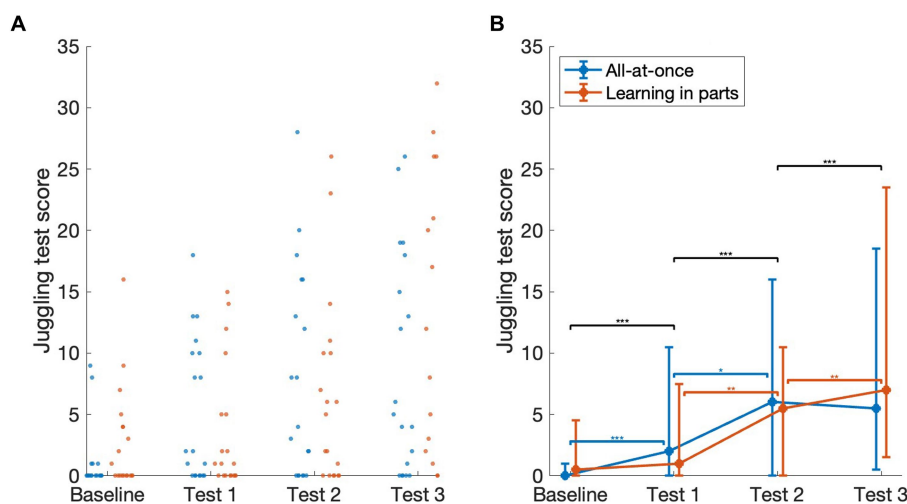 A
Juggling test score
35
30
25
20
15
10
5
0
Baseline Test 1 Test 2 Test 3
B
Juggling test score
35
30
25
20
15
10
5
0
All-at-once
Learning in parts
***
***
***
*
**
**
***
Baseline Test 1 Test 2 Test 3